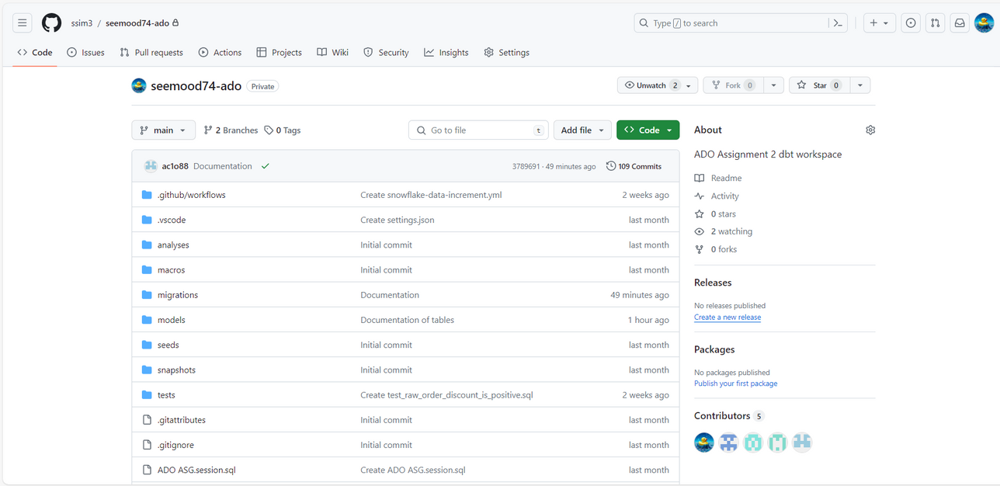 ssim3 / seemood74-ado
Type / to search
Code Issues Pull requests Actions Projects Wiki Security Insights Settings
seemood74-ado Private
Unwatch 2 Fork 0 Star 0
main 2 Branches 0 Tags Go to file t Add file Code
ac1o88 Documentation 3789691 · 49 minutes ago 109 Commits
.github/workflows Create snowflake-data-increment.yml 2 weeks ago
.vscode Create settings.json last month
analyses Initial commit last month
macros Initial commit last month
migrations Documentation 49 minutes ago
models Documentation of tables 1 hour ago
seeds Initial commit last month
snapshots Initial commit last month
tests Create test_raw_order_discount_is_positive.sql 2 weeks ago
.gitattributes Initial commit last month
.gitignore Initial commit last month
ADO ASG.session.sql Create ADO ASG.session.sql last month
About
ADO Assignment 2 dbt workspace
Readme
Activity
0 stars
2 watching
0 forks
Releases
No releases published
Create a new release
Packages
No packages published
Publish your first package
Contributors 5